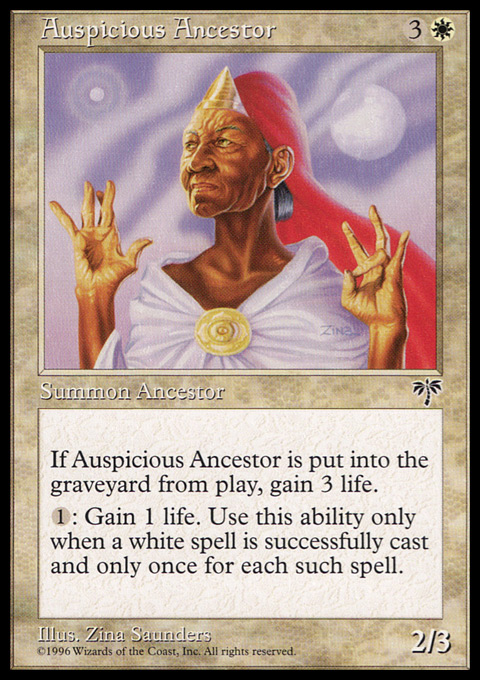 Auspicious Ancestor 3
ZINA
Summon Ancestor
If Auspicious Ancestor is put into the
graveyard from play, gain 3 life.
1: Gain 1 life. Use this ability only
when a white spell is successfully cast
and only once for each such spell.
Illus. Zina Saunders
2/3
©1996 Wizards of the Coast, Inc. All rights reserved.